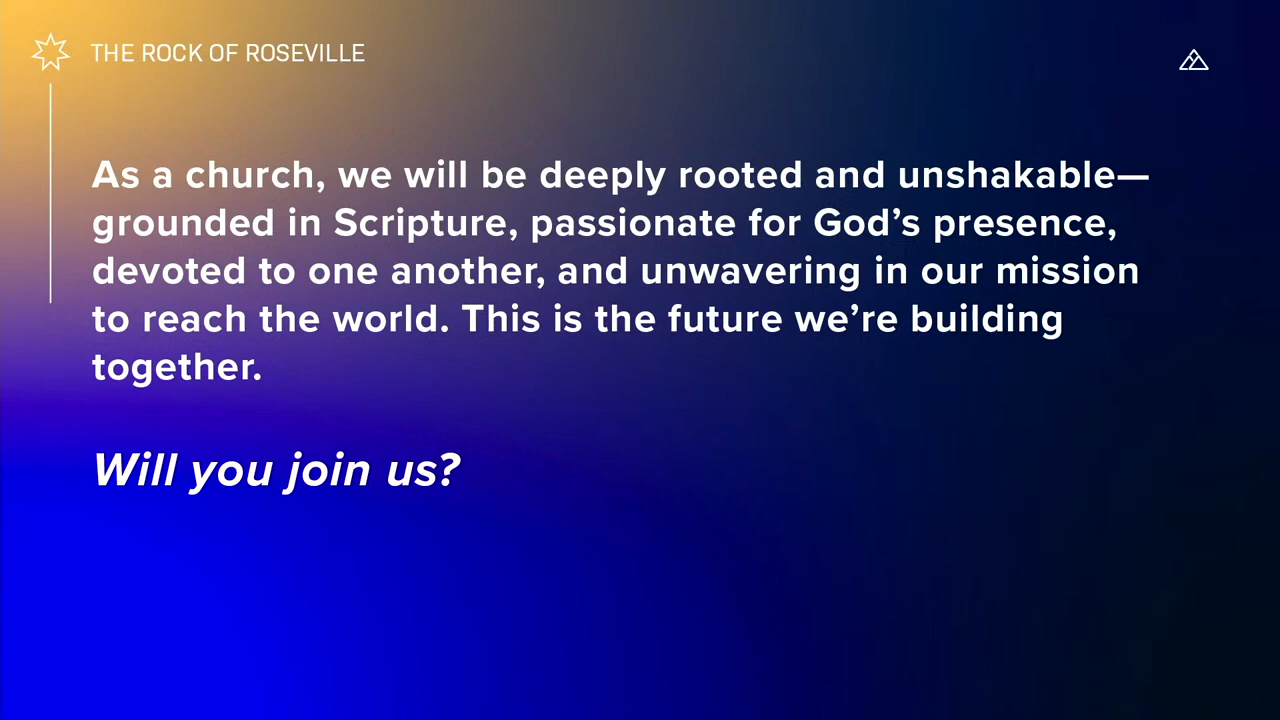 THE ROCK OF ROSEVILLE
As a church, we will be deeply rooted and unshakable—
grounded in Scripture, passionate for God’s presence,
devoted to one another, and unwavering in our mission
to reach the world. This is the future we’re building
together.
Will you join us?